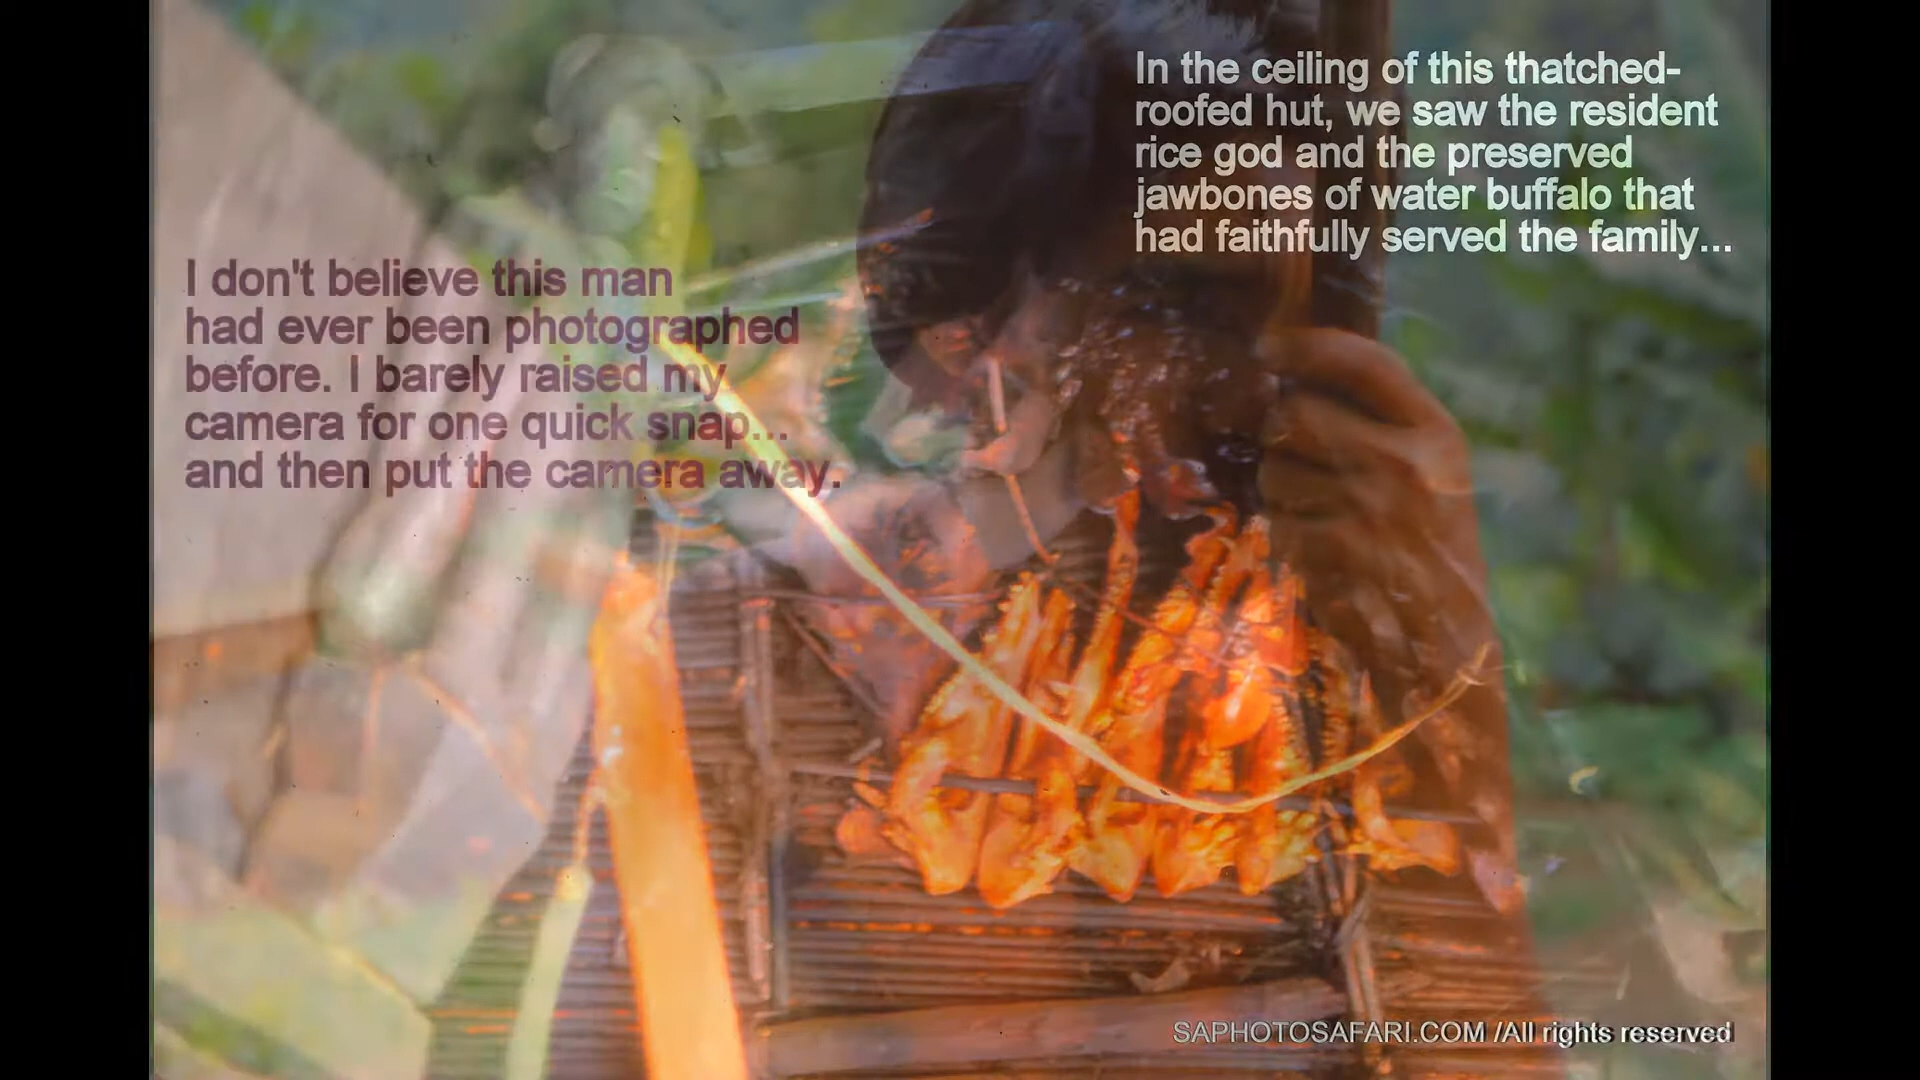 In the ceiling of this thatched-
roofed hut, we saw the resident
rice god and the preserved
jawbones of water buffalo that
had faithfully served the family...
I don't believe this man
had ever been photographed
before. I barely raised my
camera for one quick snap...
and then put the camera away.
SAPHOTOSAFARI.COM /All rights reserved